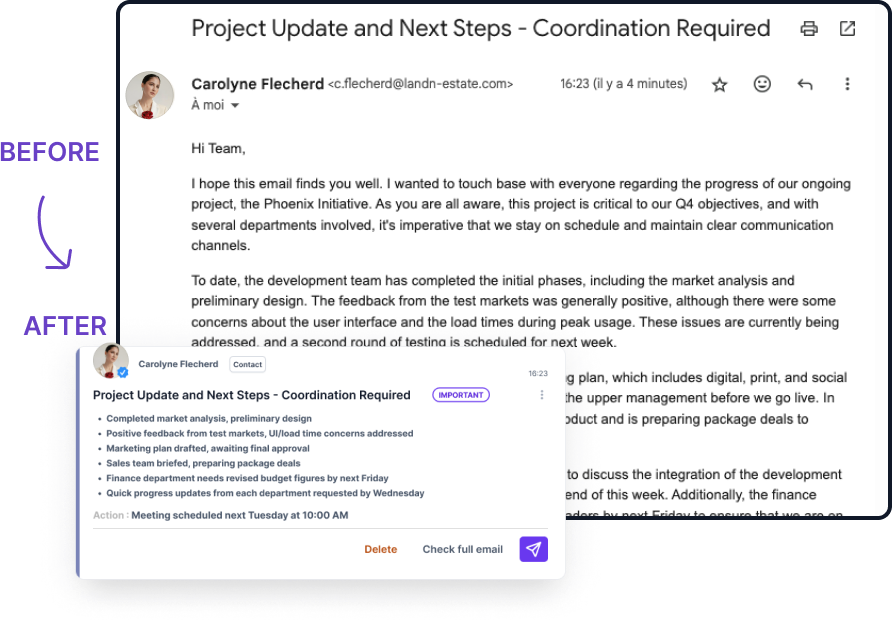 Project Update and Next Steps - Coordination Required
Carolyne Flecherd <c.flecherd@landn-estate.com>
16:23 (il y a 4 minutes)
À moi
BEFORE
Hi Team,
I hope this email finds you well. I wanted to touch base with everyone regarding the progress of our ongoing
project, the Phoenix Initiative. As you are all aware, this project is critical to our Q4 objectives, and with
several departments involved, it's imperative that we stay on schedule and maintain clear communication
channels.
To date, the development team has completed the initial phases, including the market analysis and
preliminary design. The feedback from the test markets was generally positive, although there were some
concerns about the user interface and the load times during peak usage. These issues are currently being
addressed, and a second round of testing is scheduled for next week.
g plan, which includes digital, print, and social
the upper management before we go live. In
oduct and is preparing package deals to
to discuss the integration of the development
end of this week. Additionally, the finance
aders by next Friday to ensure that we are on
AFTER
Carolyne Flecherd
Contact
16:23
Project Update and Next Steps - Coordination Required
IMPORTANT
• Completed market analysis, preliminary design
• Positive feedback from test markets, UI/load time concerns addressed
• Marketing plan drafted, awaiting final approval
• Sales team briefed, preparing package deals
• Finance department needs revised budget figures by next Friday
• Quick progress updates from each department requested by Wednesday
Action : Meeting scheduled next Tuesday at 10:00 AM
Delete
Check full email